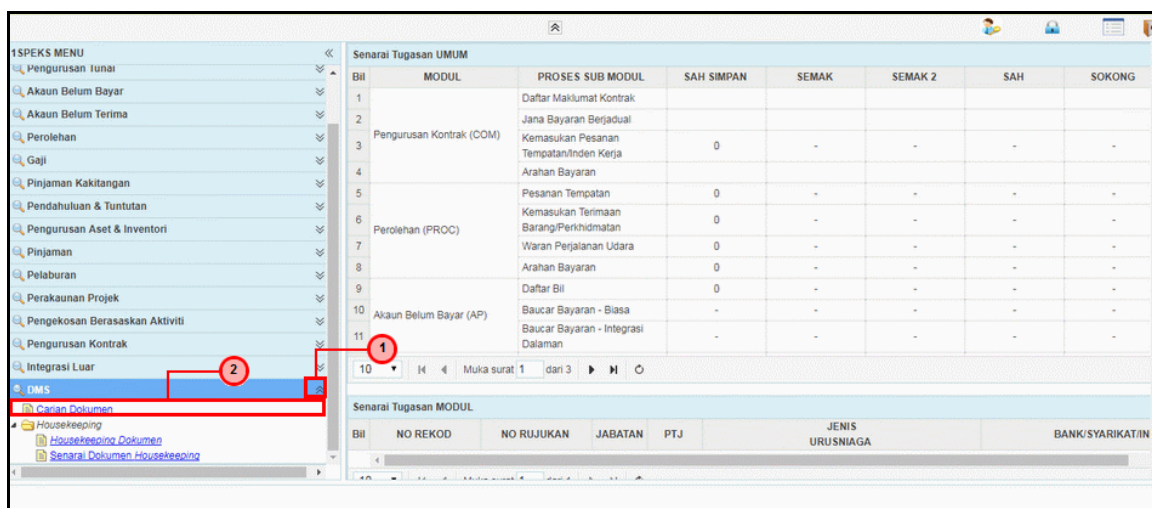 1SPEKS MENU
Pengurusan Tunai
Akaun Belum Bayar
Akaun Belum Terima
Perolehan
Gaji
Pinjaman Kakitangan
Pendahuluan & Tuntutan
Pengurusan Aset & Inventori
Pinjaman
Pelaburan
Perakaunan Projek
Pengekosan Berasaskan Aktiviti
Pengurusan Kontrak
Integrasi Luar
DMS
Carian Dokumen
Housekeeping
Housekeeping Dokumen
Senarai Dokumen Housekeeping
2
1
Senarai Tugasan UMUM
Bil MODUL PROSES SUB MODUL SAH SIMPAN SEMAK SEMAK 2 SAH SOKONG
1 Daftar Maklumat Kontrak
2 Jana Bayaran Berjadual
Pengurusan Kontrak (COM)
3 Kemasukan Pesanan
Tempatan/Inden Kerja 0 - - - -
4 Arahan Bayaran
5 Pesanan Tempatan 0 - - - -
Perolehan (PROC)
6 Kemasukan Terimaan
Barang/Perkhidmatan 0 - - - -
7 Waran Perjalanan Udara 0 - - - -
8 Arahan Bayaran 0 - - - -
9 Daftar Bil 0 - - - -
Akaun Belum Bayar (AP)
10 Baucar Bayaran - Biasa - - - - -
11 Baucar Bayaran - Integrasi
Dalaman - - - - -
10 Muka surat 1 dari 3
Senarai Tugasan MODUL
Bil NO REKOD NO RUJUKAN JABATAN PTJ JENIS
URUSNIAGA BANK/SYARIKAT/IN